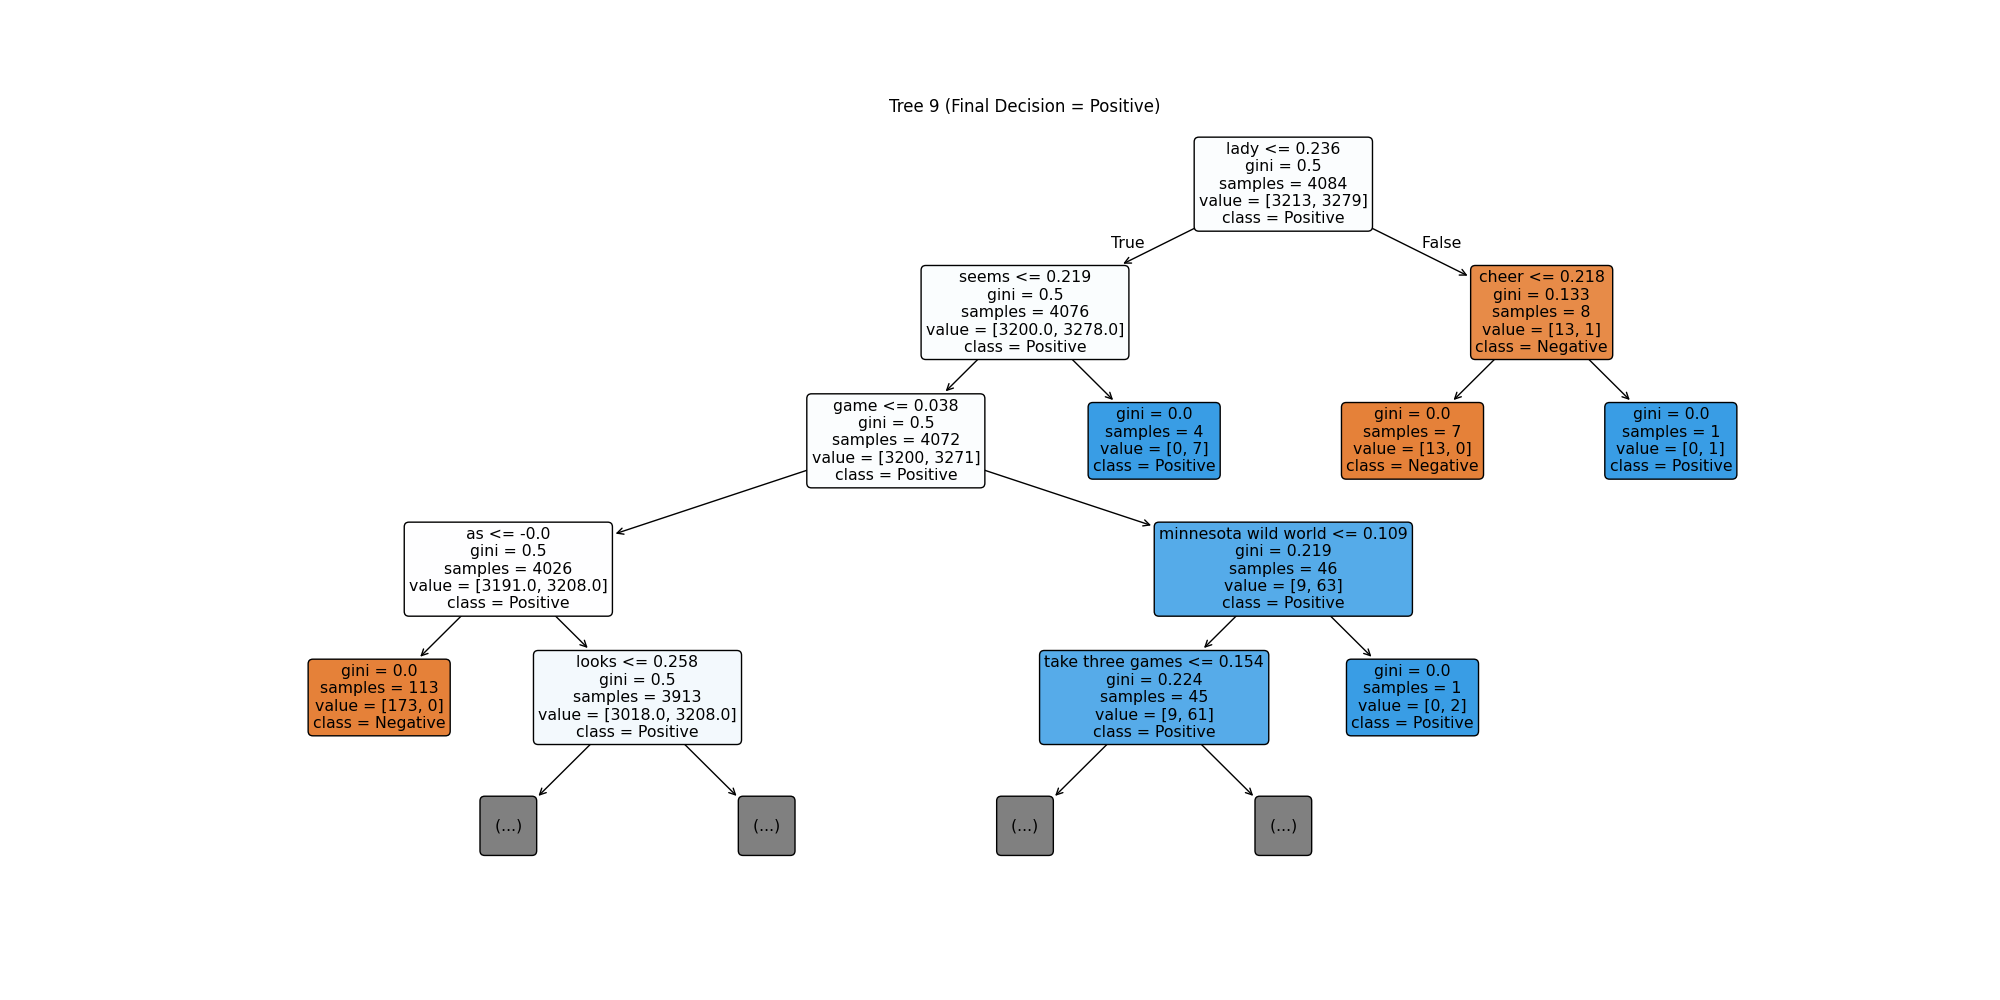 Tree 9 (Final Decision = Positive)
lady <= 0.236
gini = 0.5
samples = 4084
value = [3213, 3279]
class = Positive
True
False
seems <= 0.219
gini = 0.5
samples = 4076
value = [3200.0, 3278.0]
class = Positive
cheer <= 0.218
gini = 0.133
samples = 8
value = [13, 1]
class = Negative
game <= 0.038
gini = 0.5
samples = 4072
value = [3200, 3271]
class = Positive
gini = 0.0
samples = 4
value = [0, 7]
class = Positive
gini = 0.0
samples = 7
value = [13, 0]
class = Negative
gini = 0.0
samples = 1
value = [0, 1]
class = Positive
as <= -0.0
gini = 0.5
samples = 4026
value = [3191.0, 3208.0]
class = Positive
minnesota wild world <= 0.109
gini = 0.219
samples = 46
value = [9, 63]
class = Positive
gini = 0.0
samples = 113
value = [173, 0]
class = Negative
looks <= 0.258
gini = 0.5
samples = 3913
value = [3018.0, 3208.0]
class = Positive
take three games <= 0.154
gini = 0.224
samples = 45
value = [9, 61]
class = Positive
gini = 0.0
samples = 1
value = [0, 2]
class = Positive
(...)
(...)
(...)
(...)